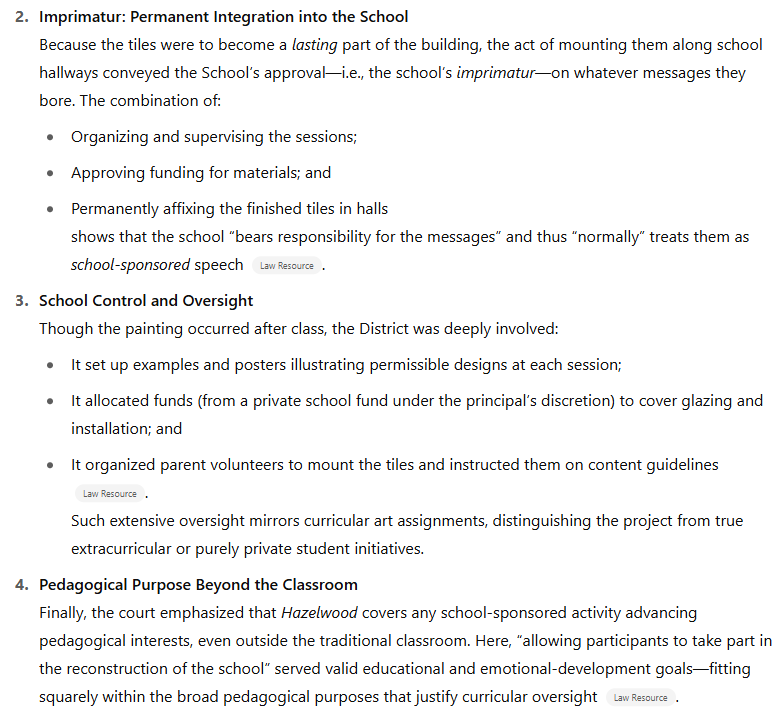 2. Imprimatur: Permanent Integration into the School
Because the tiles were to become a lasting part of the building, the act of mounting them along school
hallways conveyed the School’s approval—i.e., the school’s imprimatur—on whatever messages they
bore. The combination of:
• Organizing and supervising the sessions;
• Approving funding for materials; and
• Permanently affixing the finished tiles in halls
shows that the school “bears responsibility for the messages” and thus “normally” treats them as
school-sponsored speech Law Resource .
3. School Control and Oversight
Though the painting occurred after class, the District was deeply involved:
• It set up examples and posters illustrating permissible designs at each session;
• It allocated funds (from a private school fund under the principal’s discretion) to cover glazing and
installation; and
• It organized parent volunteers to mount the tiles and instructed them on content guidelines
Law Resource .
Such extensive oversight mirrors curricular art assignments, distinguishing the project from true
extracurricular or purely private student initiatives.
4. Pedagogical Purpose Beyond the Classroom
Finally, the court emphasized that Hazelwood covers any school-sponsored activity advancing
pedagogical interests, even outside the traditional classroom. Here, “allowing participants to take part in
the reconstruction of the school” served valid educational and emotional-development goals—fitting
squarely within the broad pedagogical purposes that justify curricular oversight Law Resource .